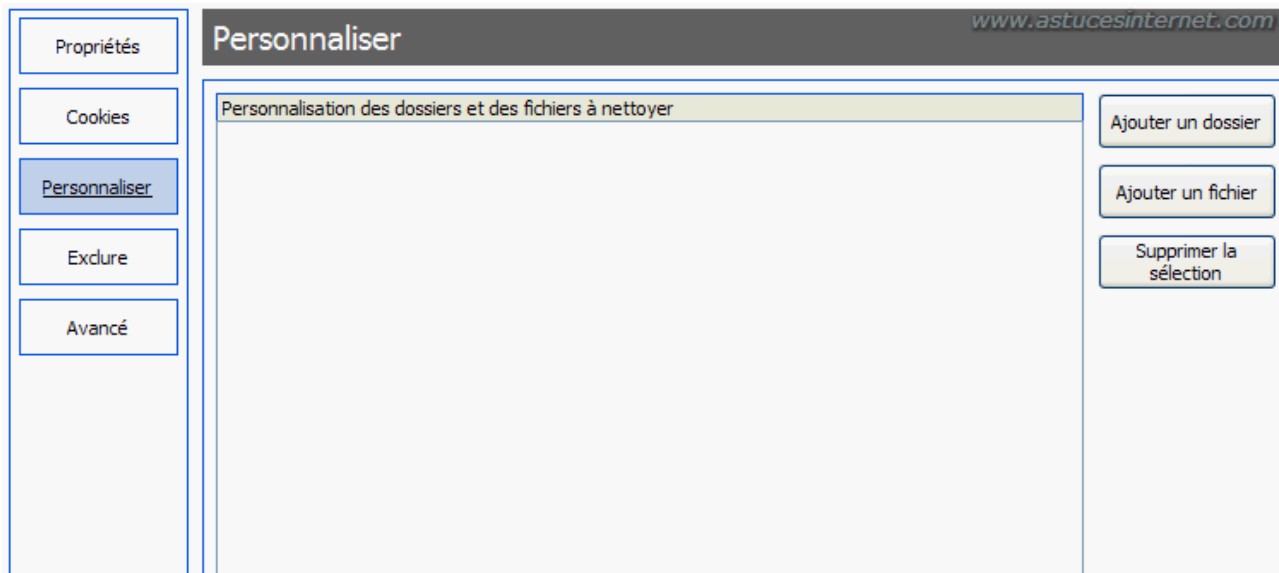 Propriétés
Cookies
Personnaliser
Exclure
Avancé
Personnaliser
www.astucesinternet.com
Personnalisation des dossiers et des fichiers à nettoyer
Ajouter un dossier
Ajouter un fichier
Supprimer la
sélection